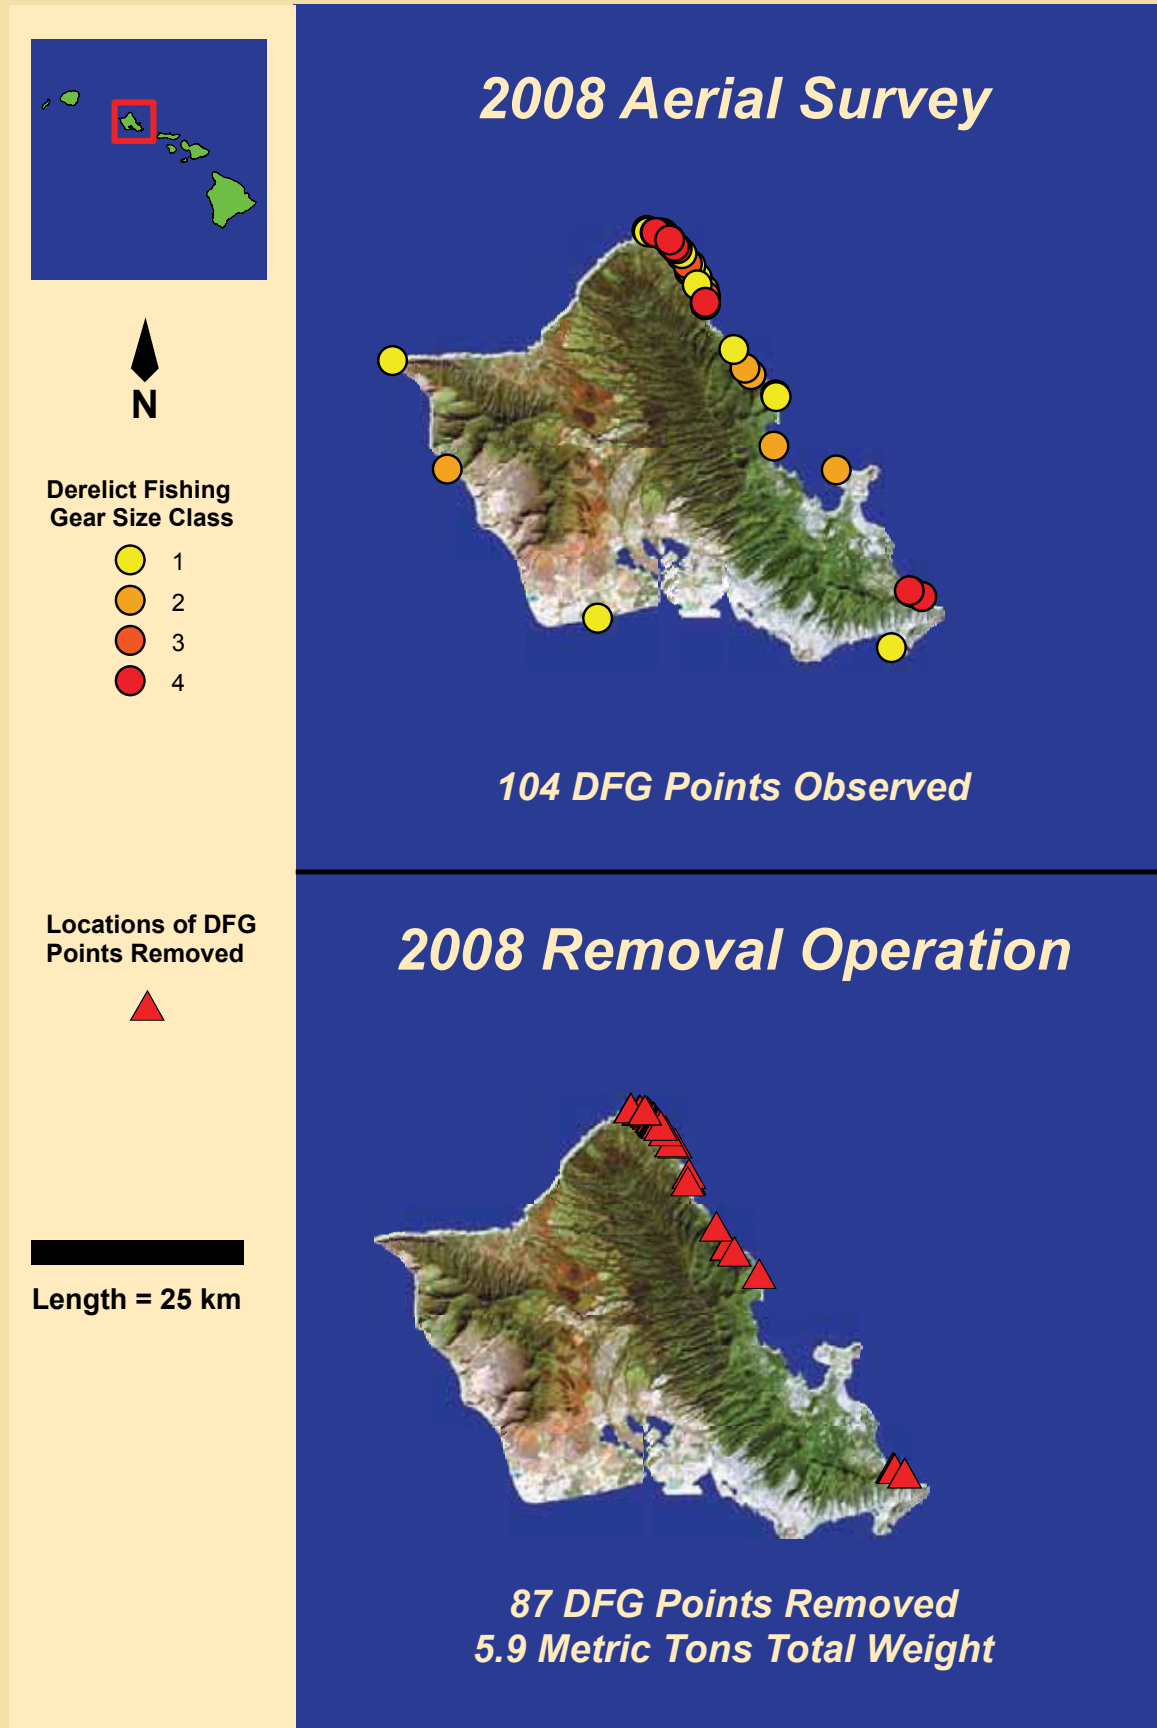 2008 Aerial Survey
N
Derelict Fishing
Gear Size Class
1
2
3
4
104 DFG Points Observed
Locations of DFG
Points Removed
2008 Removal Operation
Length = 25 km
87 DFG Points Removed
5.9 Metric Tons Total Weight